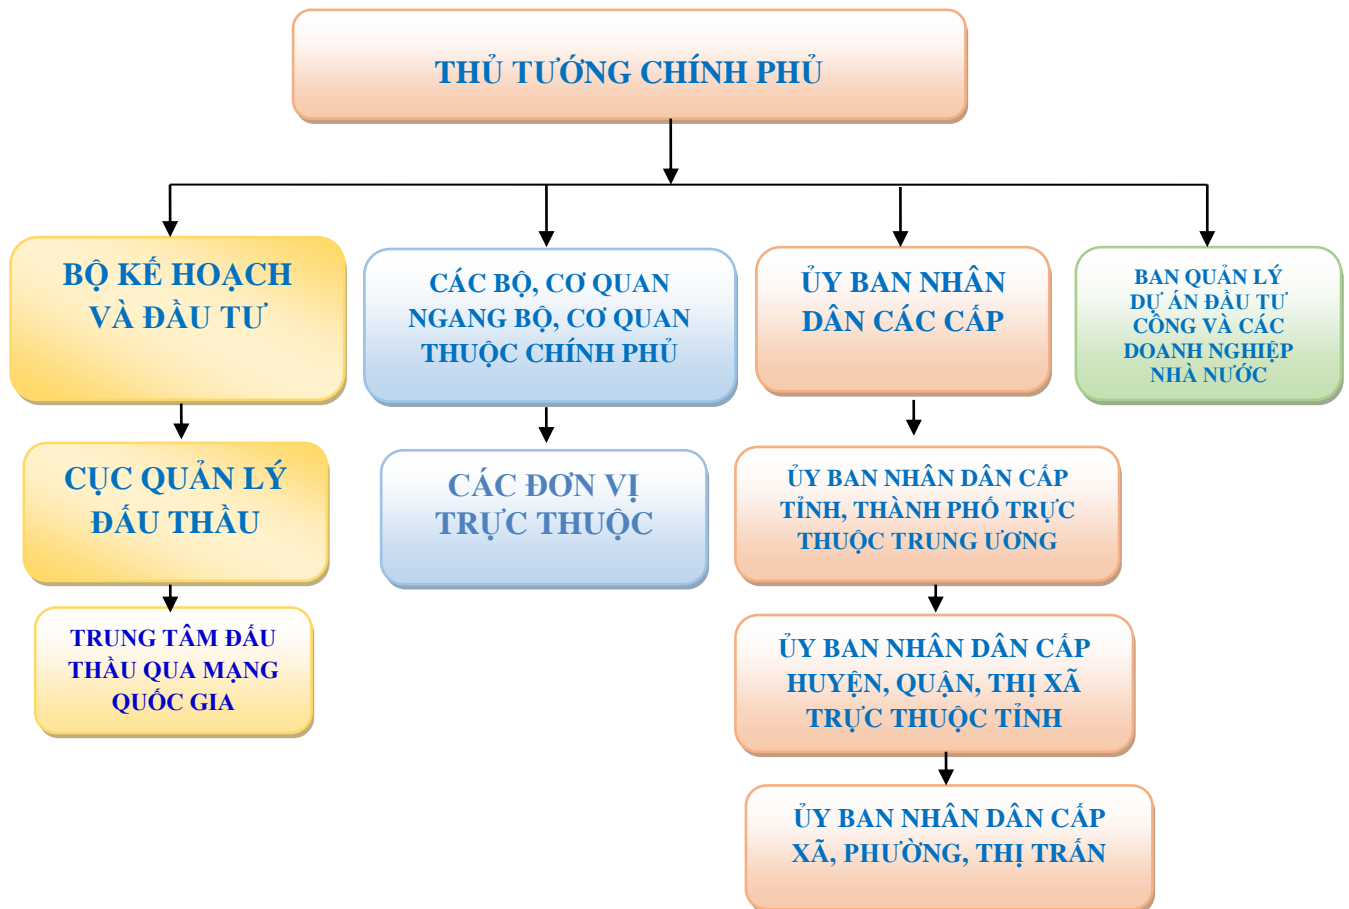 THỦ TƯỚNG CHÍNH PHỦ
BỘ KẾ HOẠCH
VÀ ĐẦU TƯ
CÁC BỘ, CƠ QUAN
NGANG BỘ, CƠ QUAN
THUỘC CHÍNH PHỦ
ỦY BAN NHÂN
DÂN CÁC CẤP
BAN QUẢN LÝ
DỰ ÁN ĐẦU TƯ
CÔNG VÀ CÁC
DOANH NGHIỆP
NHÀ NƯỚC
CỤC QUẢN LÝ
ĐẤU THẦU
CÁC ĐƠN VỊ
TRỰC THUỘC
ỦY BAN NHÂN DÂN CẤP
TỈNH, THÀNH PHỐ TRỰC
THUỘC TRUNG ƯƠNG
TRUNG TÂM ĐẤU
THẦU QUA MẠNG
QUỐC GIA
ỦY BAN NHÂN DÂN CẤP
HUYỆN, QUẬN, THỊ XÃ
TRỰC THUỘC TỈNH
ỦY BAN NHÂN DÂN CẤP
XÃ, PHƯỜNG, THỊ TRẤN